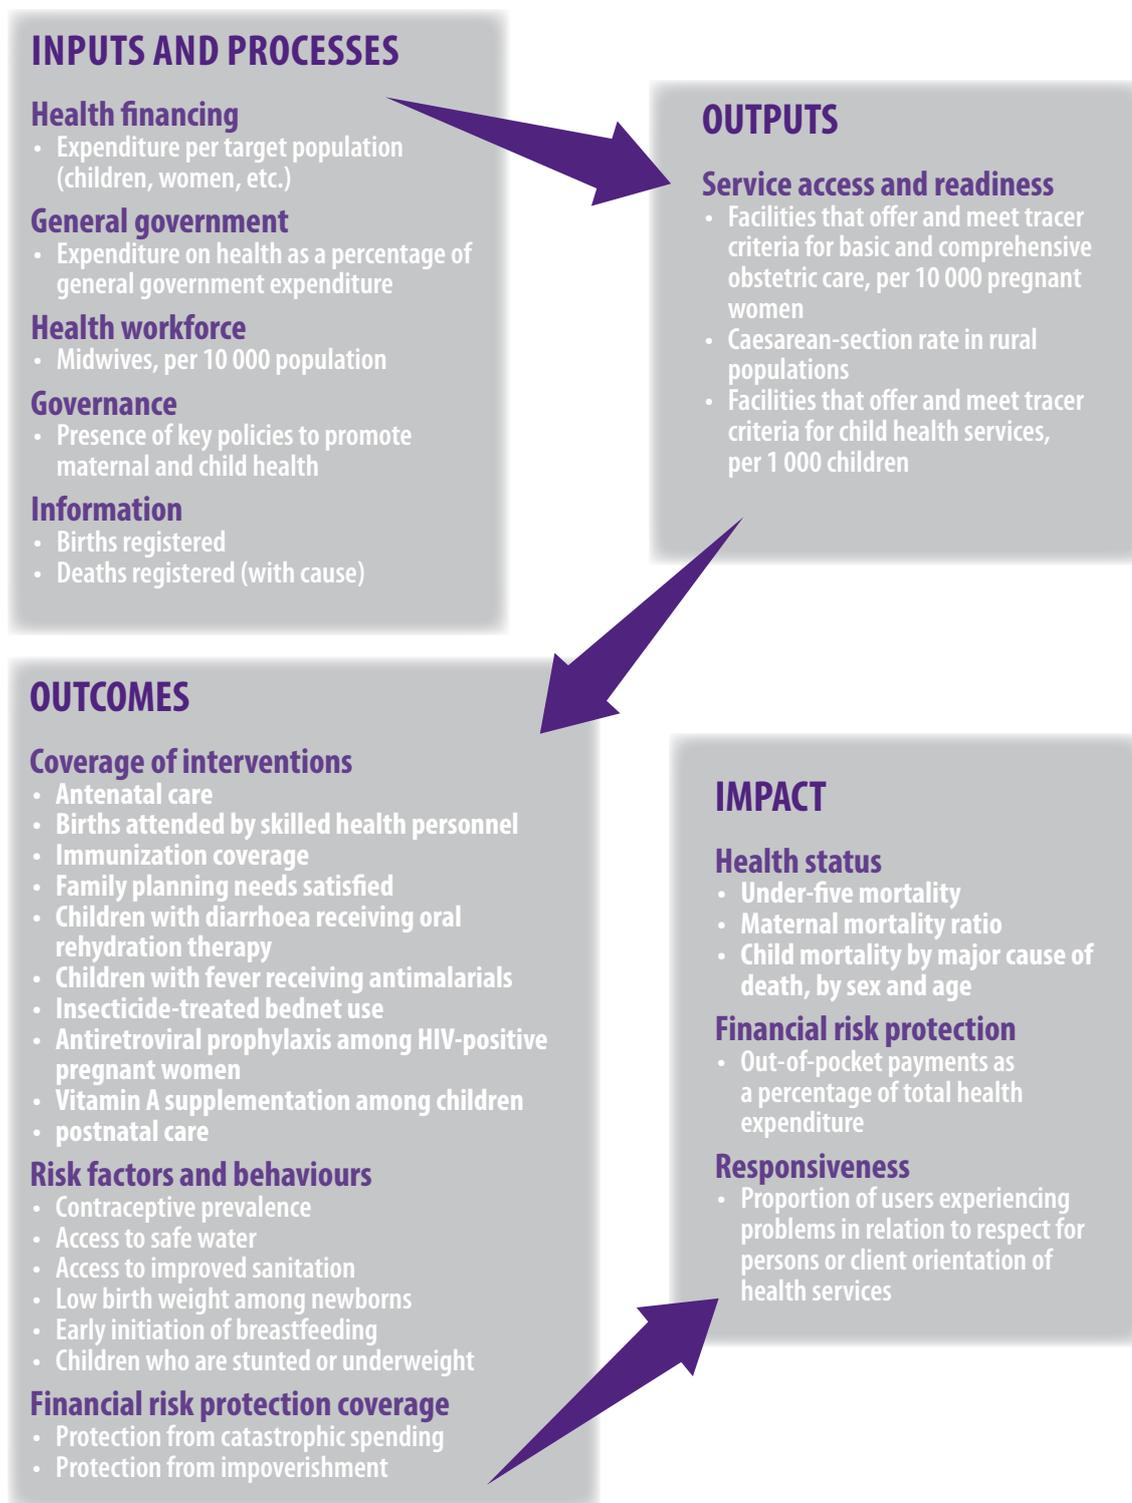 INPUTS AND PROCESSES
Health financing
• Expenditure per target population
(children, women, etc.)
General government
• Expenditure on health as a percentage of
general government expenditure
Health workforce
• Midwives, per 10 000 population
Governance
• Presence of key policies to promote
maternal and child health
Information
• Births registered
• Deaths registered (with cause)
OUTPUTS
Service access and readiness
• Facilities that offer and meet tracer
criteria for basic and comprehensive
obstetric care, per 10 000 pregnant
women
• Caesarean-section rate in rural
populations
• Facilities that offer and meet tracer
criteria for child health services,
per 1 000 children
OUTCOMES
Coverage of interventions
• Antenatal care
• Births attended by skilled health personnel
• Immunization coverage
• Family planning needs satisfied
• Children with diarrhoea receiving oral
rehydration therapy
• Children with fever receiving antimalarials
• Insecticide-treated bednet use
• Antiretroviral prophylaxis among HIV-positive
pregnant women
• Vitamin A supplementation among children
• postnatal care
Risk factors and behaviours
• Contraceptive prevalence
• Access to safe water
• Access to improved sanitation
• Low birth weight among newborns
• Early initiation of breastfeeding
• Children who are stunted or underweight
Financial risk protection coverage
• Protection from catastrophic spending
• Protection from impoverishment
IMPACT
Health status
• Under-five mortality
• Maternal mortality ratio
• Child mortality by major cause of
death, by sex and age
Financial risk protection
• Out-of-pocket payments as
a percentage of total health
expenditure
Responsiveness
• Proportion of users experiencing
problems in relation to respect for
persons or client orientation of
health services